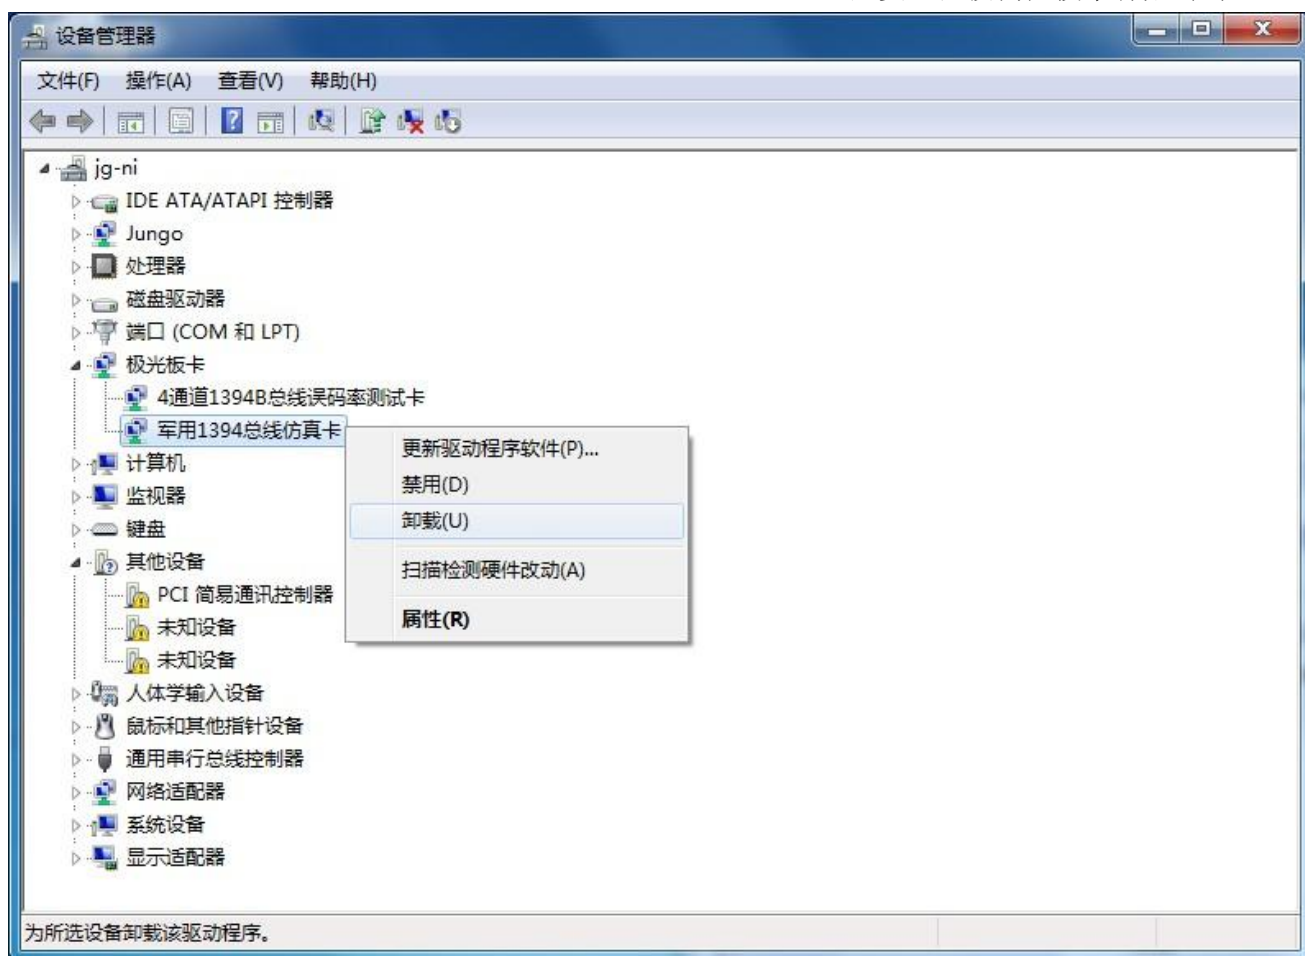 设备管理器
文件(F) 操作(A) 查看(V) 帮助(H)
jg-ni
IDE ATA/ATAPI 控制器
Jungo
处理器
磁盘驱动器
端口 (COM 和 LPT)
极光板卡
4通道1394B总线误码率测试卡
军用1394总线仿真卡
更新驱动程序软件(P)...
禁用(D)
卸载(U)
扫描检测硬件改动(A)
属性(R)
计算机
监视器
键盘
其他设备
PCI 简易通讯控制器
未知设备
未知设备
人体学输入设备
鼠标和其他指针设备
通用串行总线控制器
网络适配器
系统设备
显示适配器
为所选设备卸载该驱动程序。